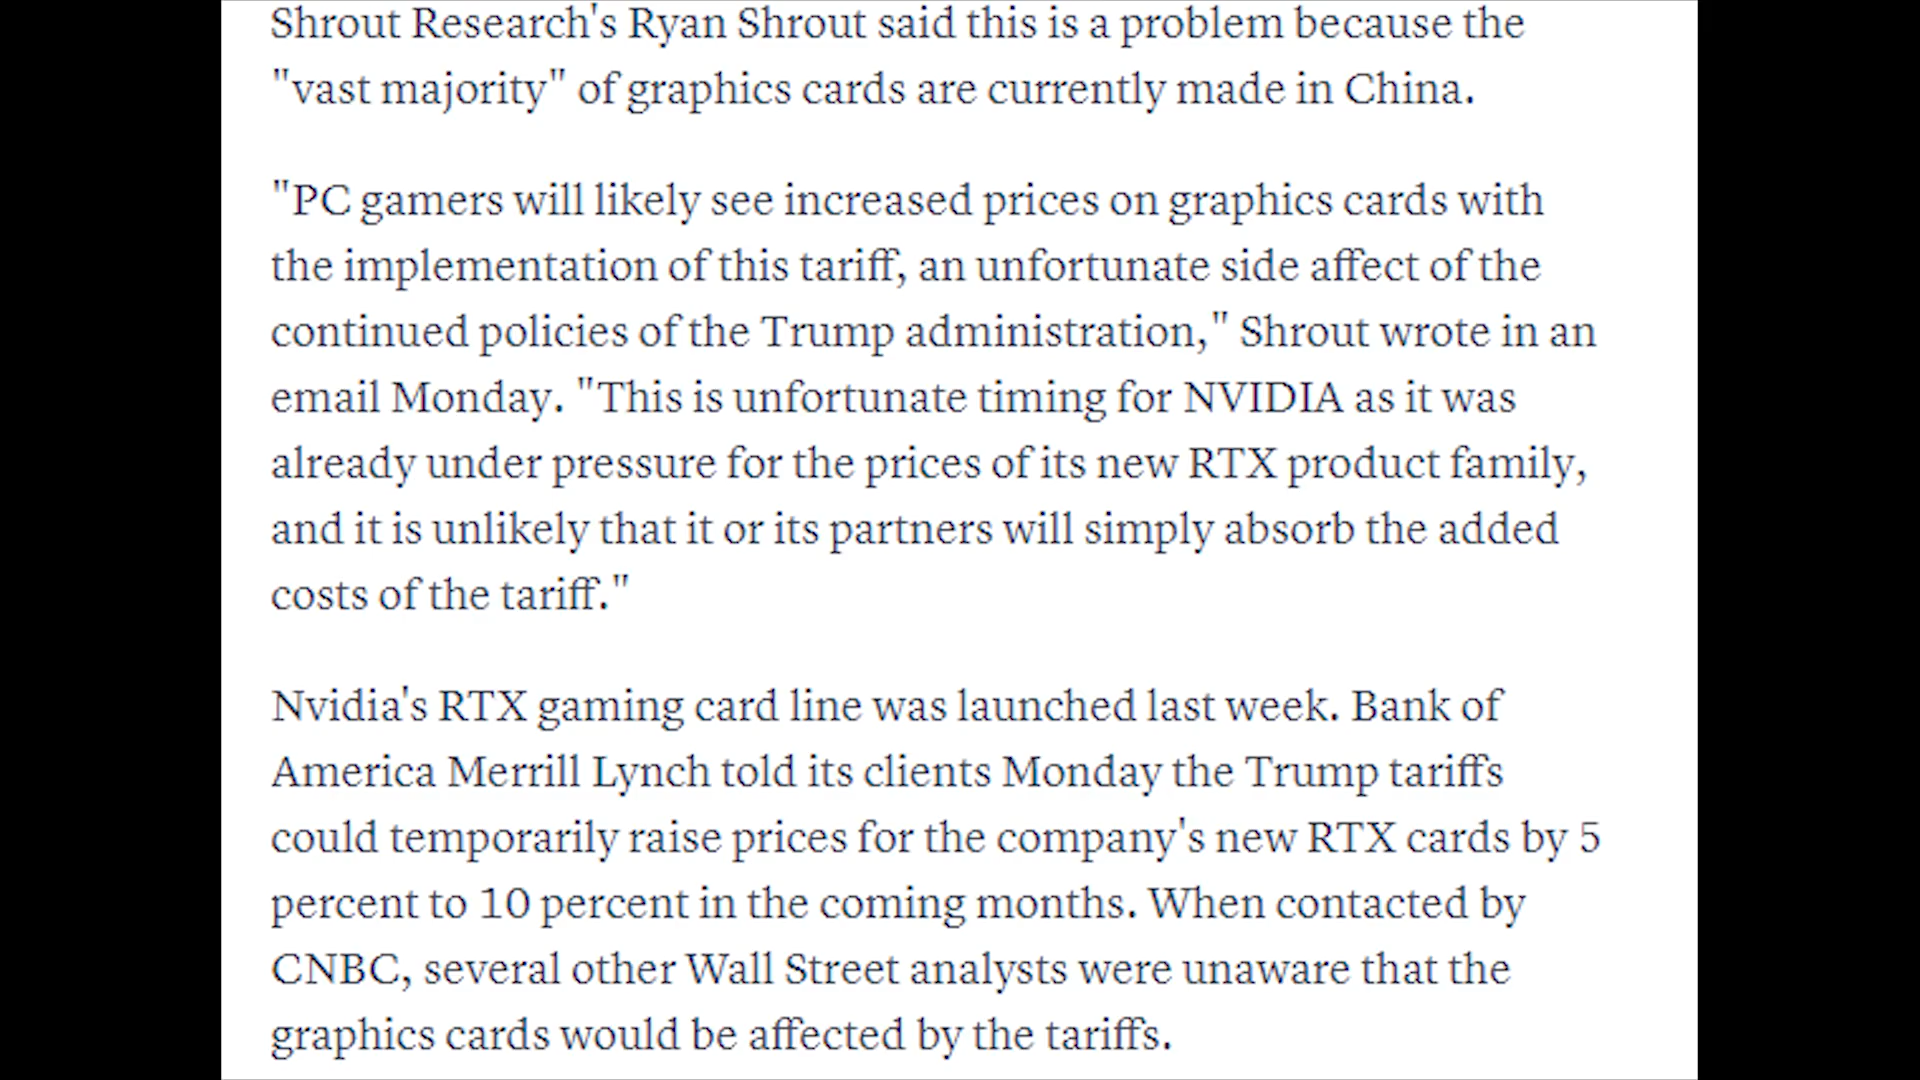 Shrout Research's Ryan Shrout said this is a problem because the
"vast majority" of graphics cards are currently made in China.
"PC gamers will likely see increased prices on graphics cards with
the implementation of this tariff, an unfortunate side affect of the
continued policies of the Trump administration," Shrout wrote in an
email Monday. "This is unfortunate timing for NVIDIA as it was
already under pressure for the prices of its new RTX product family,
and it is unlikely that it or its partners will simply absorb the added
costs of the tariff."
Nvidia's RTX gaming card line was launched last week. Bank of
America Merrill Lynch told its clients Monday the Trump tariffs
could temporarily raise prices for the company's new RTX cards by 5
percent to 10 percent in the coming months. When contacted by
CNBC, several other Wall Street analysts were unaware that the
graphics cards would be affected by the tariffs.